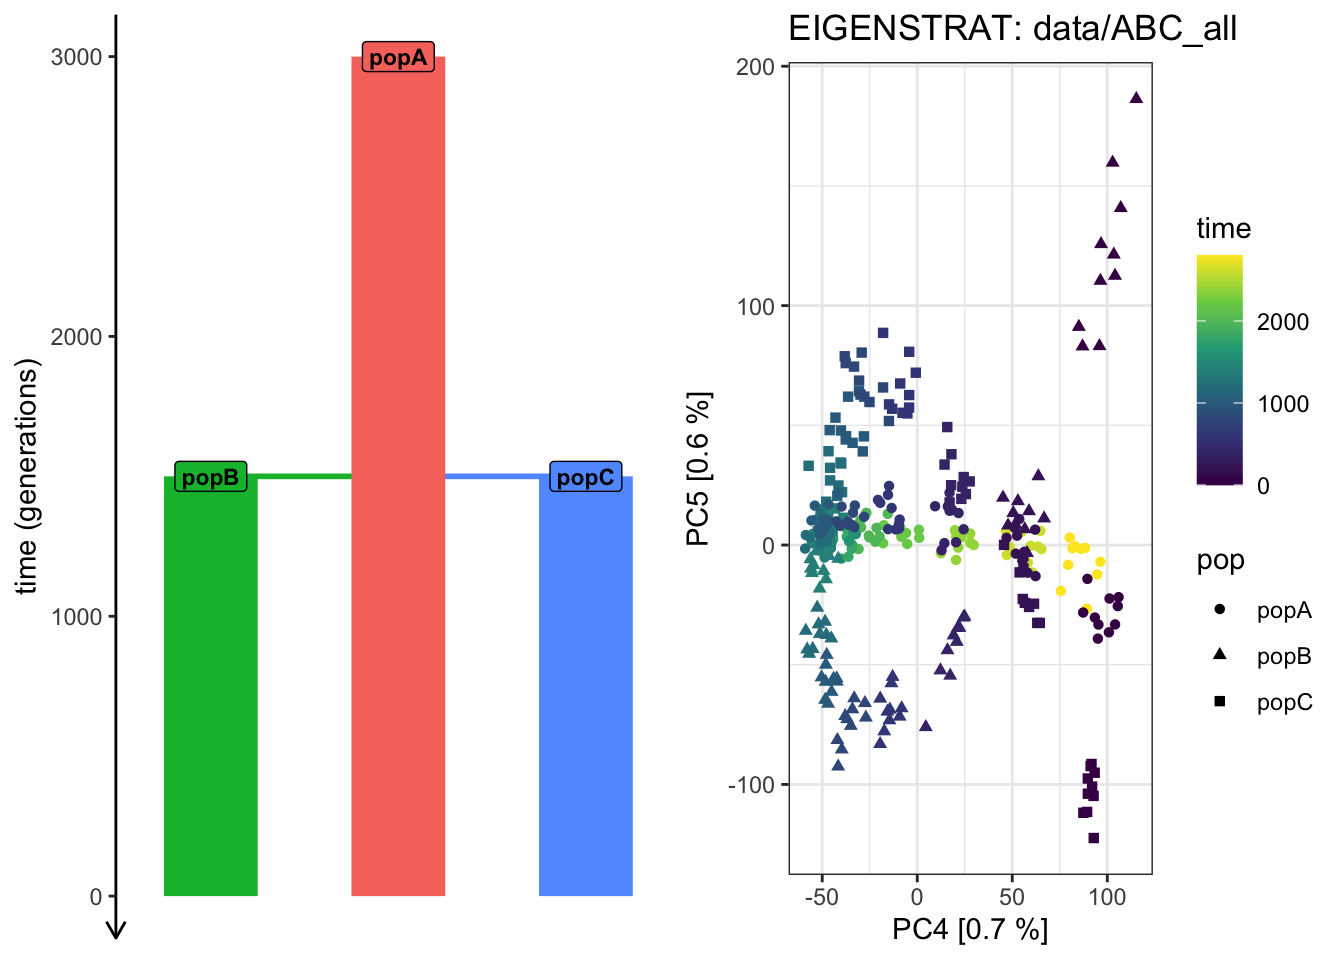 time (generations)
3000
2000
1000
0
popA
popB
popC
EIGENSTRAT: data/ABC_all
PC5 [0.6 %]
200
100
0
-100
-50
0
50
100
PC4 [0.7 %]
time
2000
1000
0
pop
popA
popB
popC